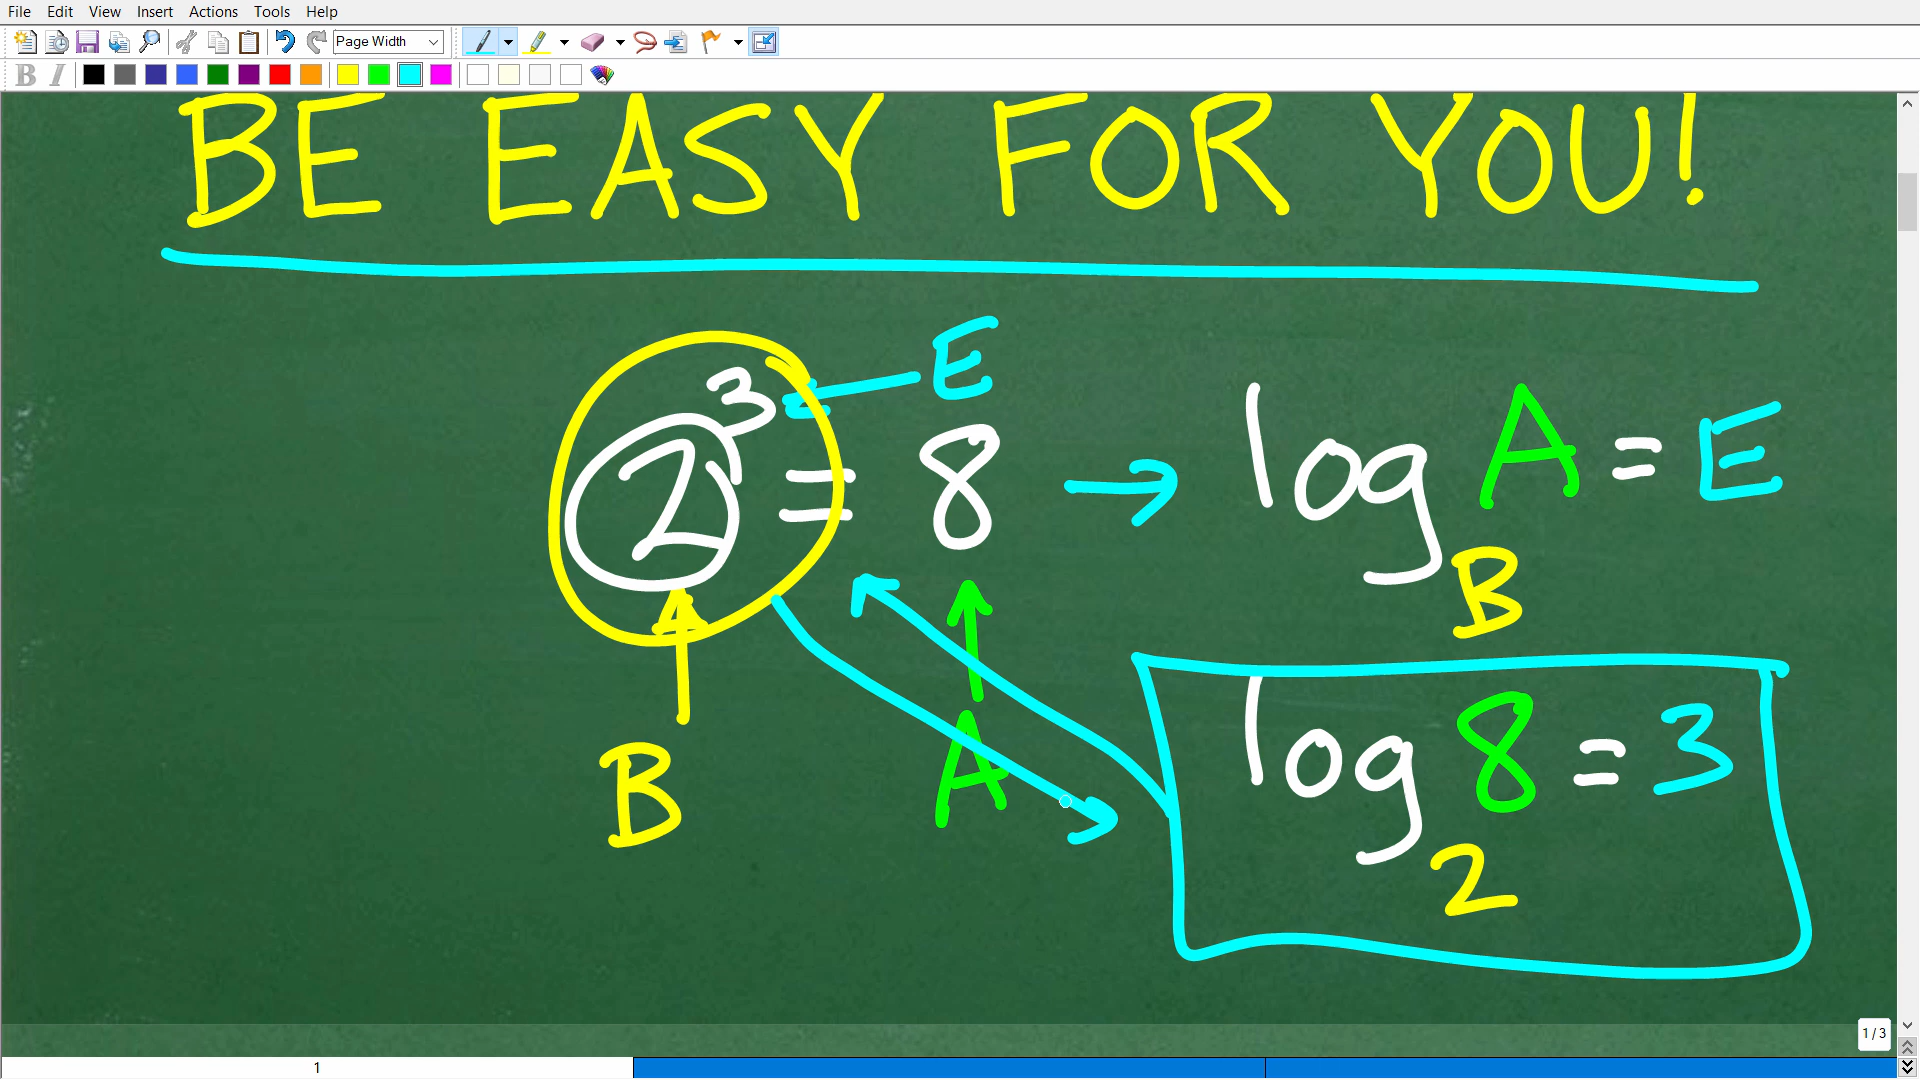 File Edit View Insert Actions Tools Help
Page Width
B I
BE EASY FOR YOU!
2³ = 8 → log_B A = E
E
B
A
log_2 8 = 3
1 / 3
1